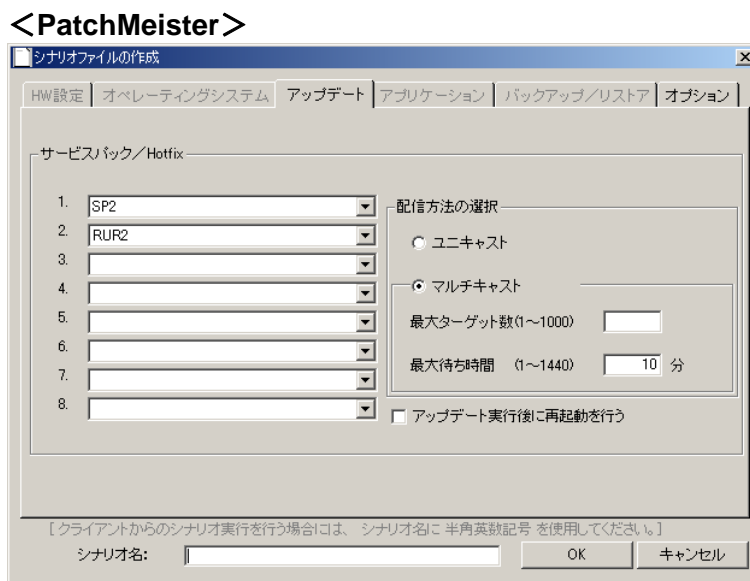 ＜PatchMeister＞
シナリオファイルの作成
HW設定 オペレーティングシステム アップデート アプリケーション バックアップ／リストア オプション
サービスパック／Hotfix
1. SP2
2. RUR2
3.
4.
5.
6.
7.
8.
配信方法の選択
ユニキャスト
マルチキャスト
最大ターゲット数(1～1000)
最大待ち時間 (1～1440) 10 分
アップデート実行後に再起動を行う
[ クライアントからのシナリオ実行を行う場合には、 シナリオ名に 半角英数記号 を使用してください。]
シナリオ名: OK キャンセル